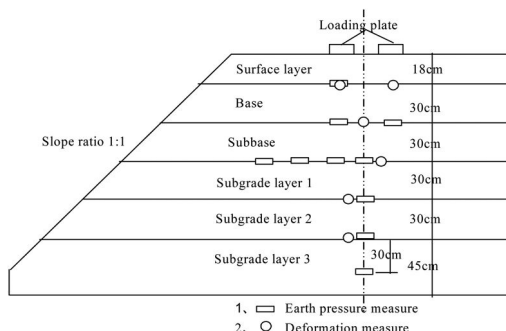 Loading plate
Surface layer 18cm
Base 30cm
Slope ratio 1:1
Subbase 30cm
Subgrade layer 1 30cm
Subgrade layer 2 30cm
Subgrade layer 3 30cm
45cm
1、 Earth pressure measure
2、 Deformation measure